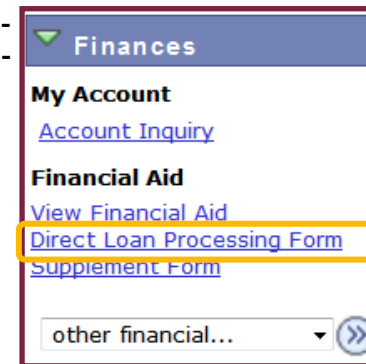 -
-
Finances
My Account
Account Inquiry
Financial Aid
View Financial Aid
Direct Loan Processing Form
Supplement Form
other financial...